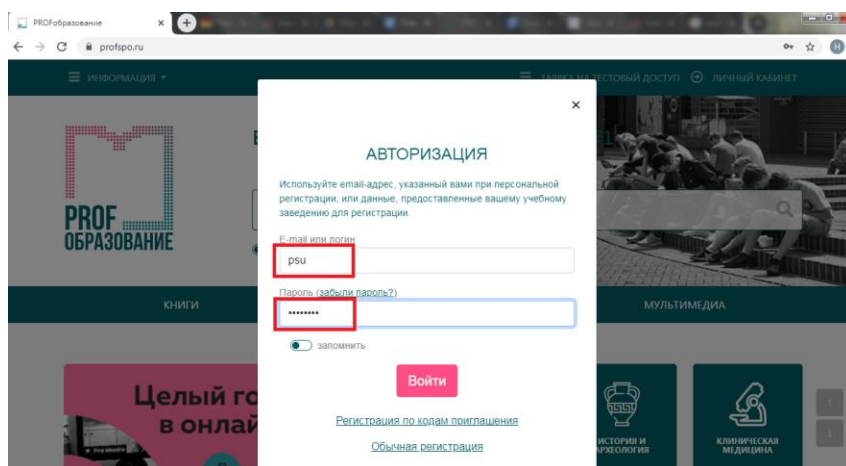 PROFобразование
profspo.ru
ИНФОРМАЦИЯ
ЗАЯВКА НА ТЕСТОВЫЙ ДОСТУП
ЛИЧНЫЙ КАБИНЕТ
PROF
ОБРАЗОВАНИЕ
АВТОРИЗАЦИЯ
Используйте email-адрес, указанный вами при персональной
регистрации, или данные, предоставленные вашему учебному
заведению для регистрации.
E-mail или логин
psu
Пароль (забыли пароль?)
••••••••
запомнить
Войти
Регистрация по кодам приглашения
Обычная регистрация
КНИГИ
МУЛЬТИМЕДИА
Целый го
в онлай
ИСТОРИЯ И
АРХЕОЛОГИЯ
КЛИНИЧЕСКАЯ
МЕДИЦИНА